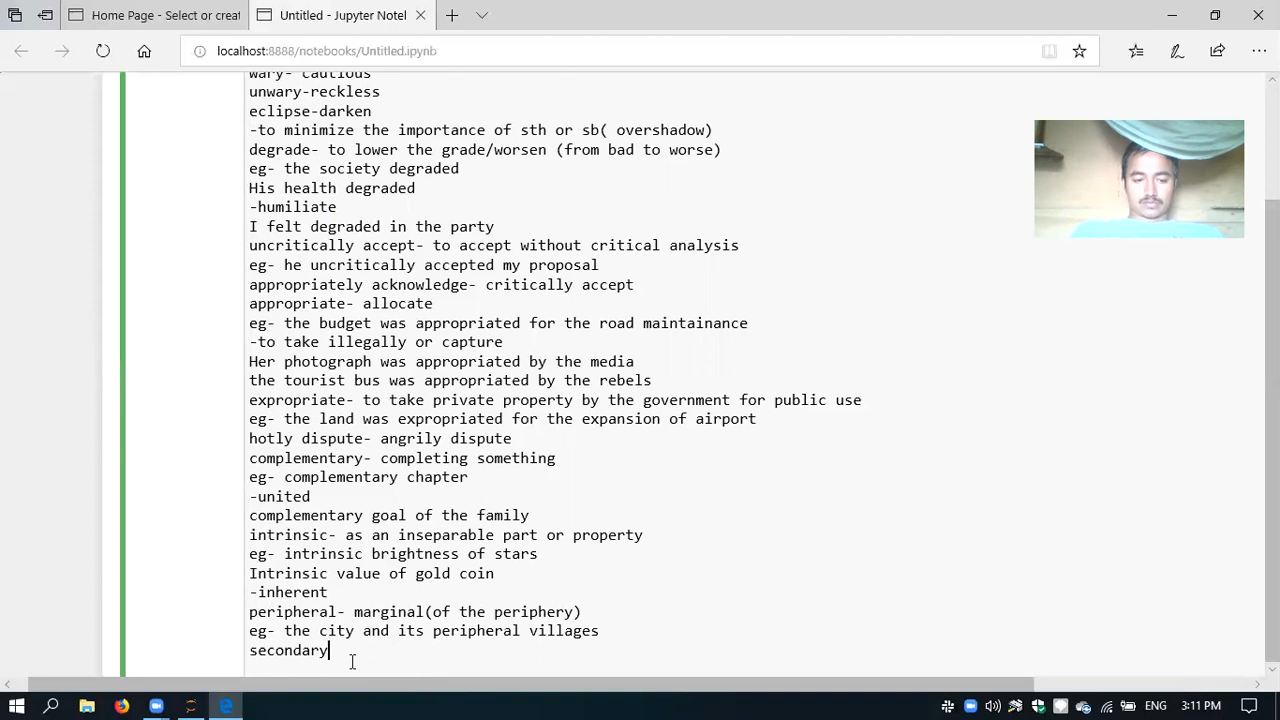 Home Page - Select or creat
Untitled - Jupyter Notel
localhost:8888/notebooks/Untitled.ipynb
wary- cautious
unwary-reckless
eclipse-darken
-to minimize the importance of sth or sb( overshadow)
degrade- to lower the grade/worsen (from bad to worse)
eg- the society degraded
His health degraded
-humiliate
I felt degraded in the party
uncritically accept- to accept without critical analysis
eg- he uncritically accepted my proposal
appropriately acknowledge- critically accept
appropriate- allocate
eg- the budget was appropriated for the road maintainance
-to take illegally or capture
Her photograph was appropriated by the media
the tourist bus was appropriated by the rebels
expropriate- to take private property by the government for public use
eg- the land was expropriated for the expansion of airport
hotly dispute- angrily dispute
complementary- completing something
eg- complementary chapter
-united
complementary goal of the family
intrinsic- as an inseparable part or property
eg- intrinsic brightness of stars
Intrinsic value of gold coin
-inherent
peripheral- marginal(of the periphery)
eg- the city and its peripheral villages
secondary
ENG 3:11 PM